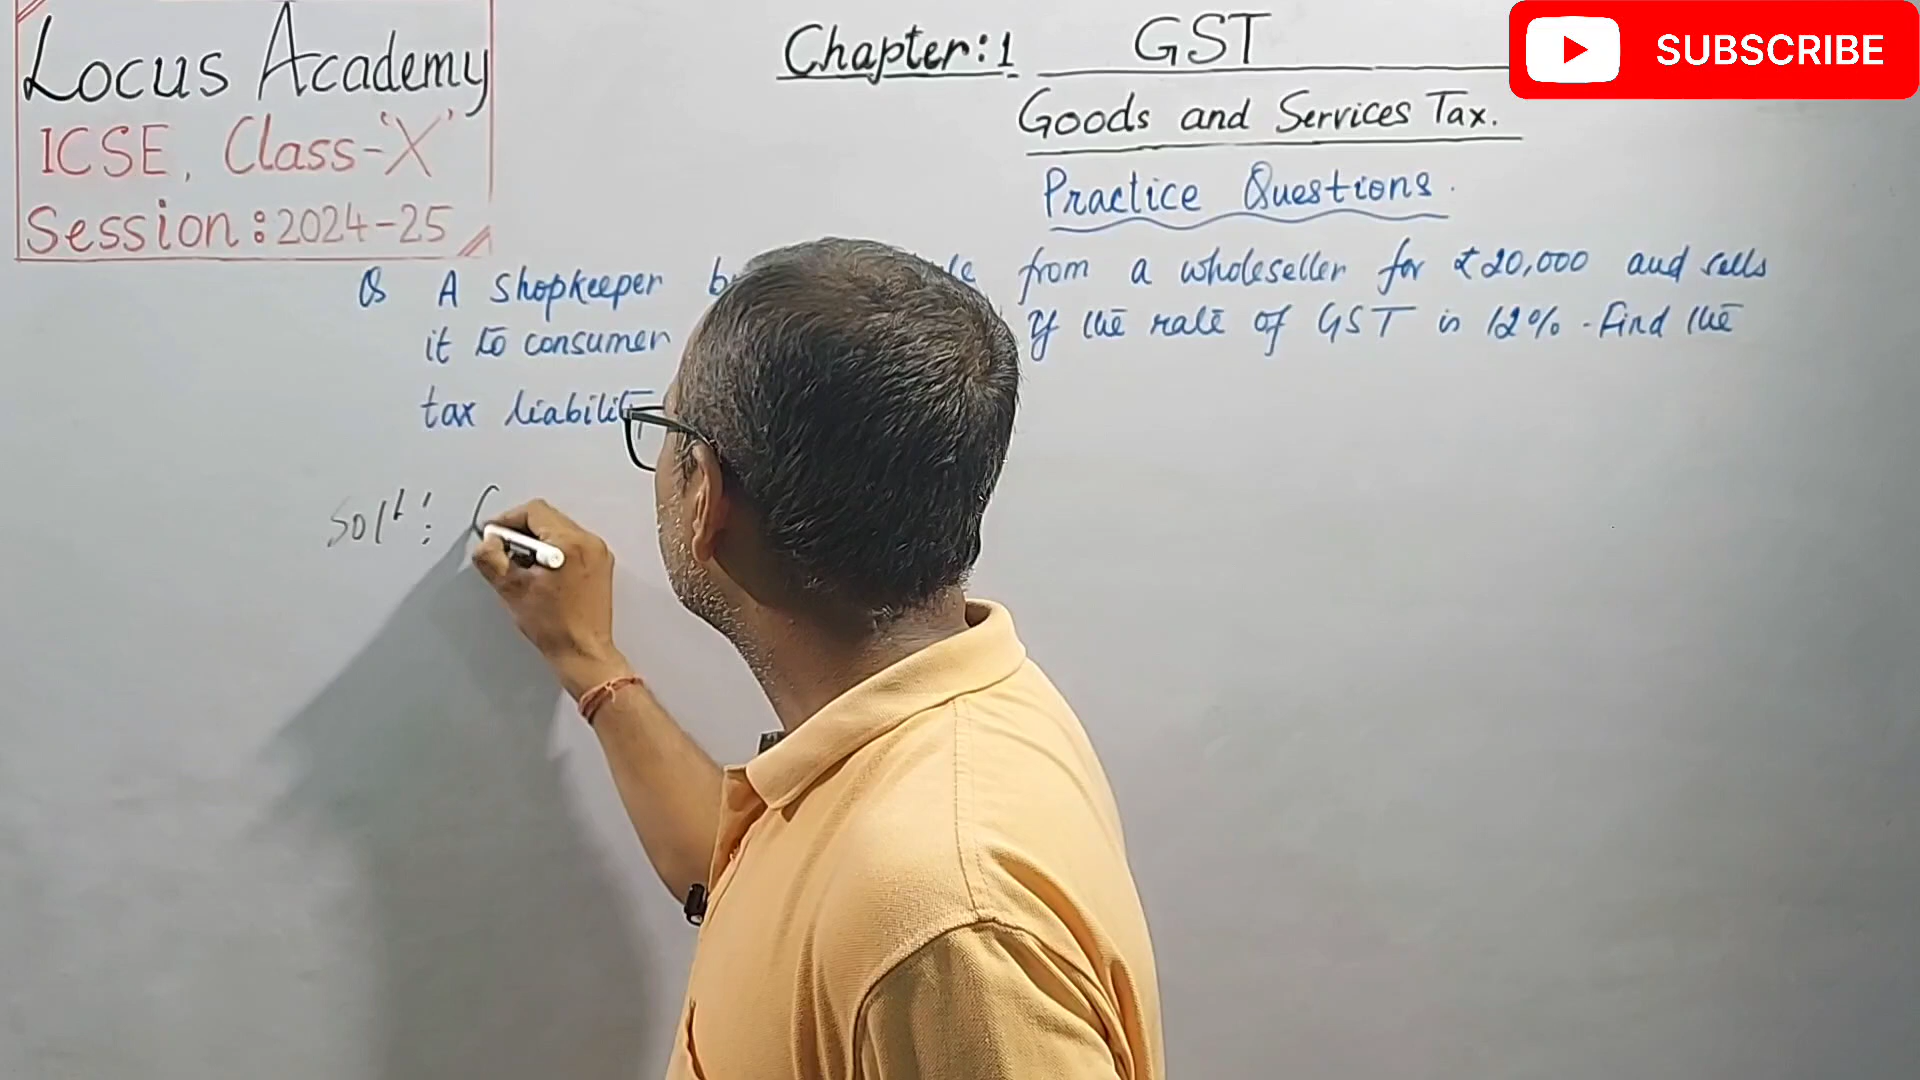 Locus Academy
ICSE, Class-'X'
Session: 2024-25
Chapter: 1 GST
Goods and Services Tax.
Practice Questions.
SUBSCRIBE
Q A shopkeeper from a wholeseller for ₹20,000 and sells
it to consumer If the rate of GST is 12%. Find the
tax liability
Sol":